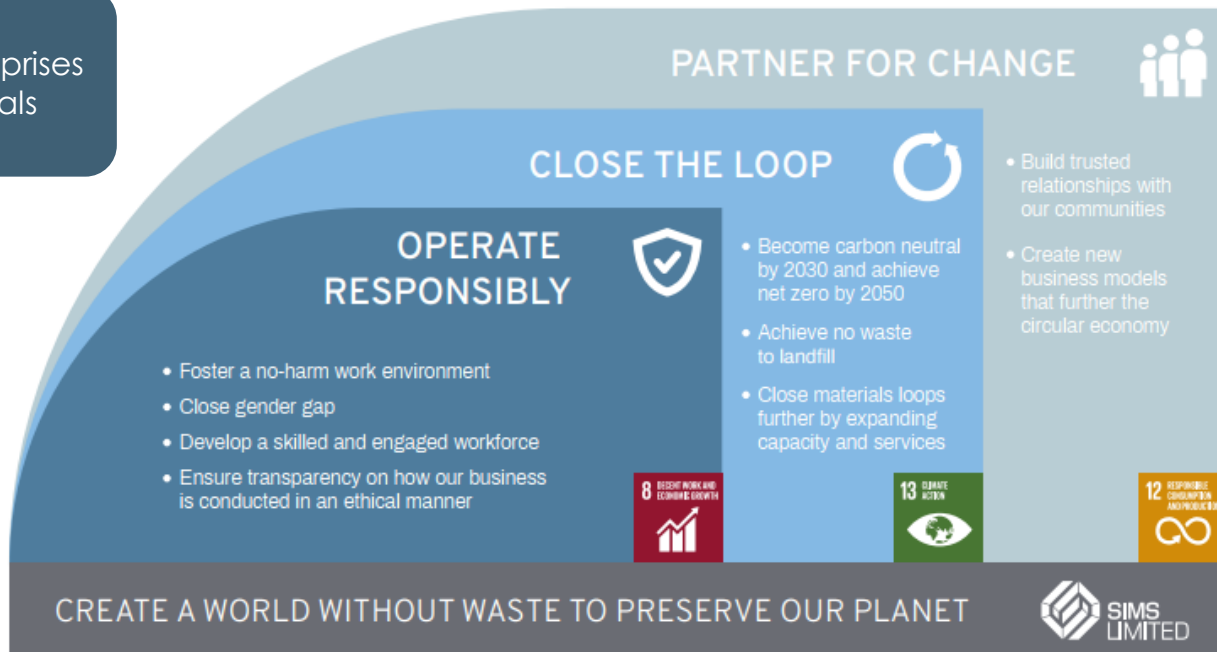 prises
als
PARTNER FOR CHANGE
CLOSE THE LOOP
OPERATE
RESPONSIBLY
• Build trusted
relationships with
our communities
• Create new
business models
that further the
circular economy
• Become carbon neutral
by 2030 and achieve
net zero by 2050
• Achieve no waste
to landfill
• Close materials loops
further by expanding
capacity and services
• Foster a no-harm work environment
• Close gender gap
• Develop a skilled and engaged workforce
• Ensure transparency on how our business
is conducted in an ethical manner
8 DECENT WORK AND
ECONOMIC GROWTH
13 CLIMATE
ACTION
12 RESPONSIBLE
CONSUMPTION
AND PRODUCTION
CREATE A WORLD WITHOUT WASTE TO PRESERVE OUR PLANET
SIMS
LIMITED